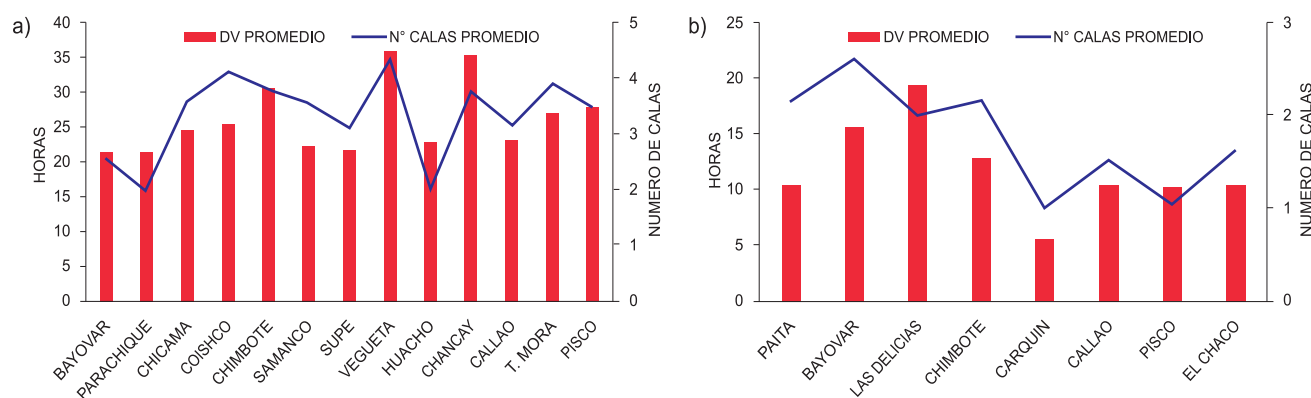 a)
DV PROMEDIO
N° CALAS PROMEDIO
HORAS
40
35
30
25
20
15
10
5
0
NUMERO DE CALAS
5
4
3
2
1
0
BAYOVAR
PARACHIQUE
CHICAMA
COISHCO
CHIMBOTE
SAMANCO
SUPE
VEGUETA
HUACHO
CHANCAY
CALLAO
T. MORA
PISCO
b)
DV PROMEDIO
N° CALAS PROMEDIO
HORAS
25
20
15
10
5
0
NUMERO DE CALAS
3
2
1
0
PAITA
BAYOVAR
LAS DELICIAS
CHIMBOTE
CARQUIN
CALLAO
PISCO
EL CHACO